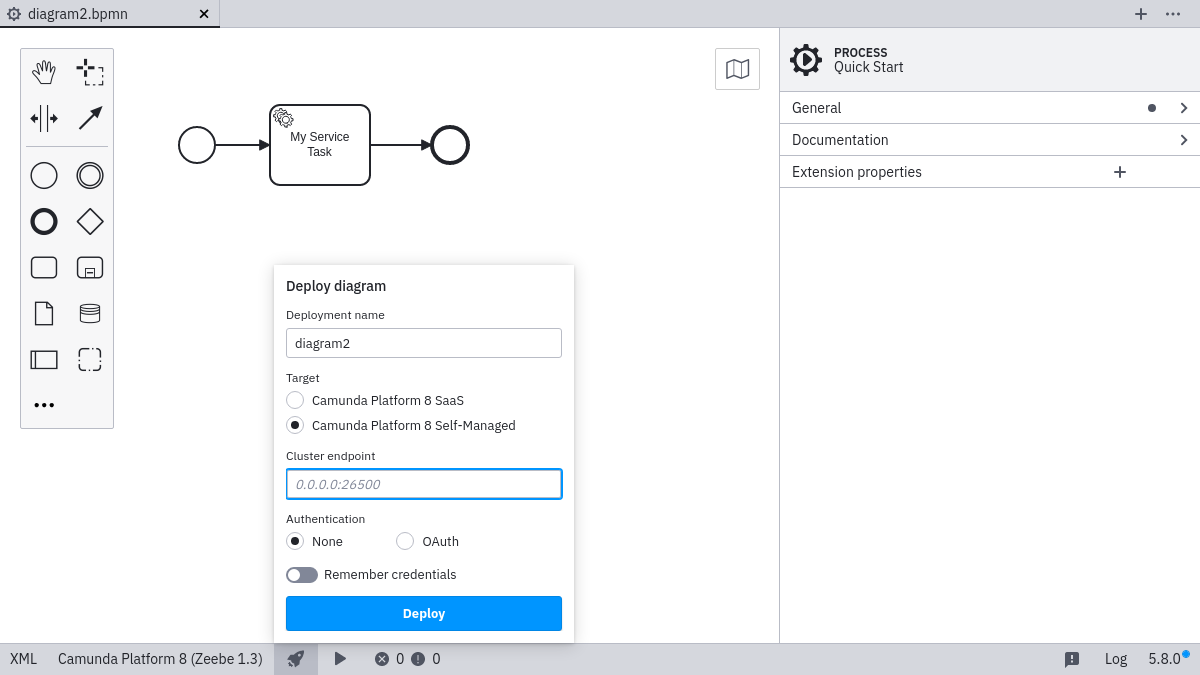 diagram2.bpmn
PROCESS
Quick Start
General
Documentation
Extension properties
My Service
Task
Deploy diagram
Deployment name
diagram2
Target
Camunda Platform 8 SaaS
Camunda Platform 8 Self-Managed
Cluster endpoint
0.0.0.0:26500
Authentication
None OAuth
Remember credentials
Deploy
XML Camunda Platform 8 (Zeebe 1.3) 0 0 Log 5.8.0